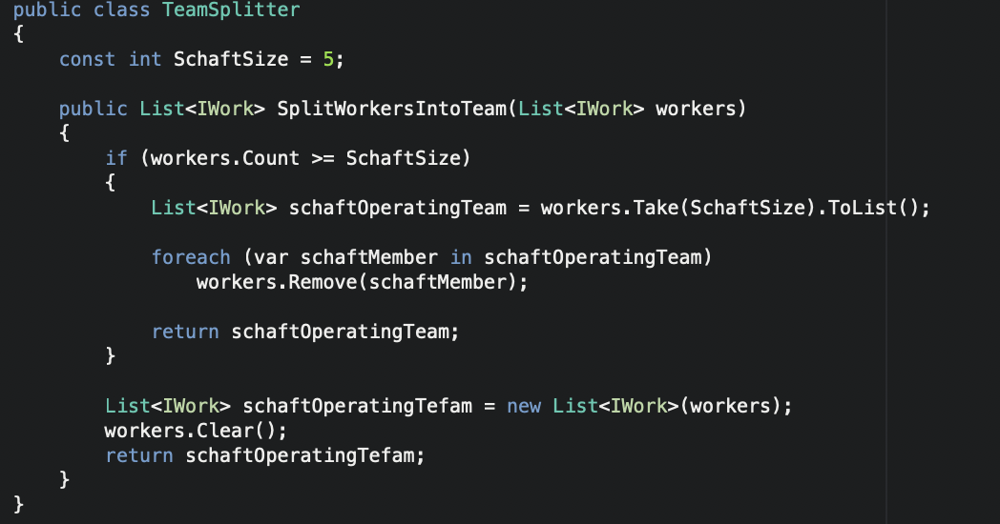 public class TeamSplitter
{
    const int SchaftSize = 5;
    public List<IWork> SplitWorkersIntoTeam(List<IWork> workers)
    {
        if (workers.Count >= SchaftSize)
        {
            List<IWork> schaftOperatingTeam = workers.Take(SchaftSize).ToList();
            foreach (var schaftMember in schaftOperatingTeam)
                workers.Remove(schaftMember);
            return schaftOperatingTeam;
        }
        List<IWork> schaftOperatingTefam = new List<IWork>(workers);
        workers.Clear();
        return schaftOperatingTefam;
    }
}